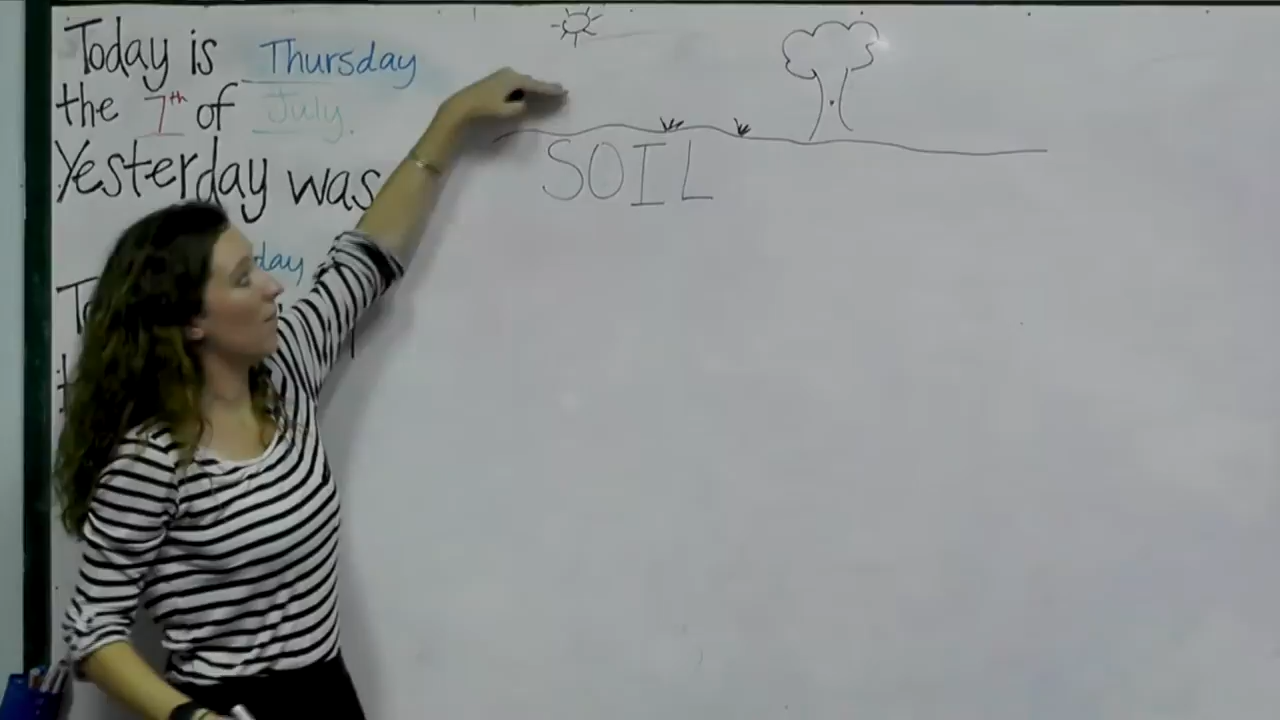 Today is Thursday
the 7th of July.
Yesterday was
day
SOIL